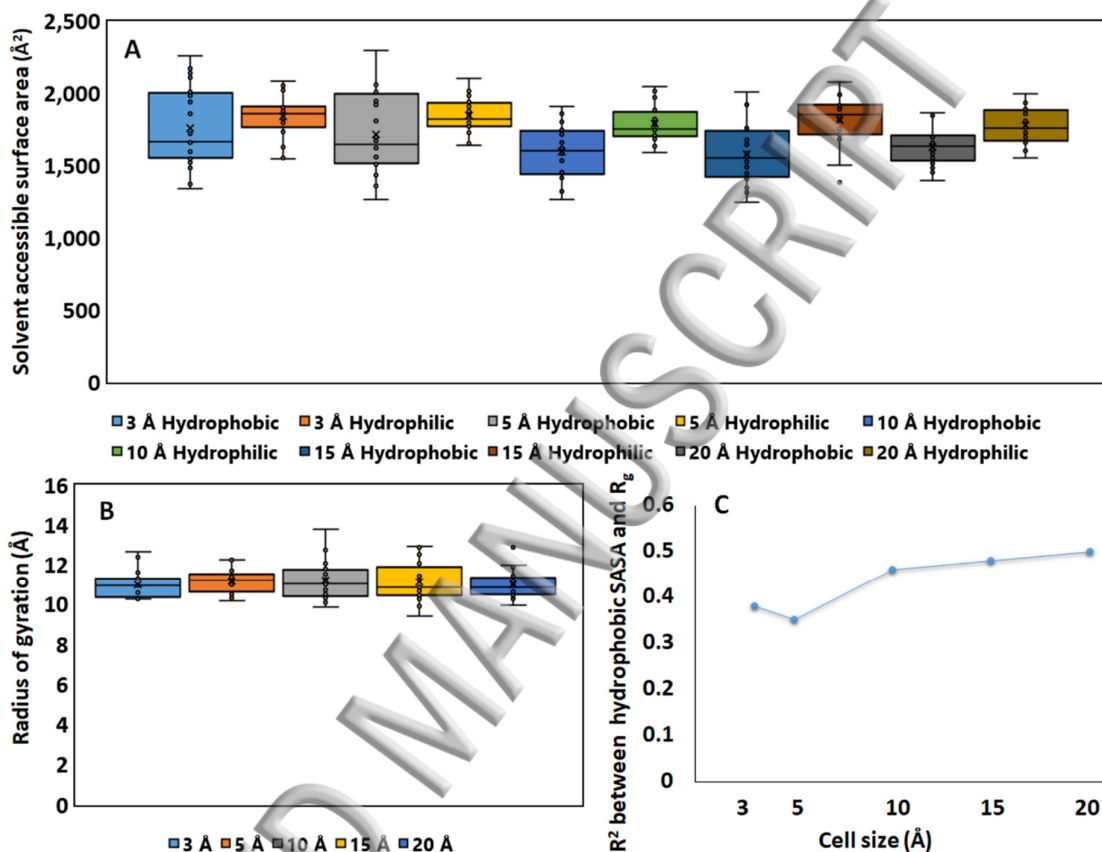 A
Solvent accessible surface area (Å²)
2,500
2,000
1,500
1,000
500
0
3 Å Hydrophobic 3 Å Hydrophilic 5 Å Hydrophobic 5 Å Hydrophilic 10 Å Hydrophobic
10 Å Hydrophilic 15 Å Hydrophobic 15 Å Hydrophilic 20 Å Hydrophobic 20 Å Hydrophilic
B
Radius of gyration (Å)
16
14
12
10
8
6
4
2
0
3 Å 5 Å 10 Å 15 Å 20 Å
C
R² between hydrophobic SASA and Rg
0.6
0.5
0.4
0.3
0.2
0.1
0
3 5 10 15 20
Cell size (Å)
D MANUSCRIPT